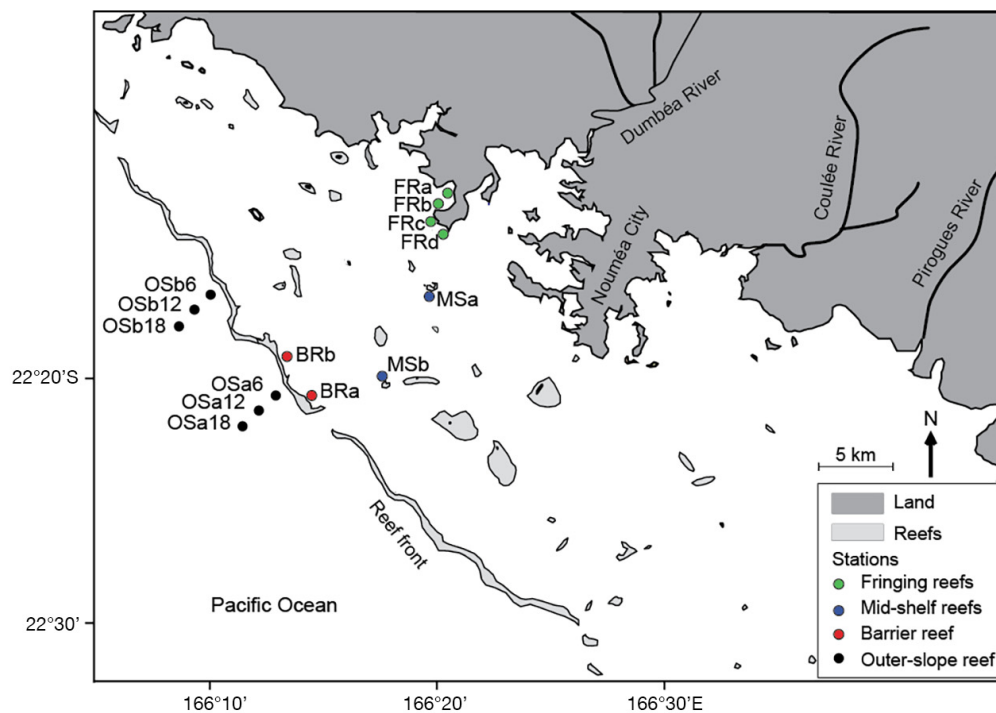 Dumbéa River
Coulée River
Pirogues River
Nouméa City
FRa
FRb
FRc
FRd
MSa
OSb6
OSb12
OSb18
BRb
MSb
22°20'S
OSa6
BRa
OSa12
OSa18
N
5 km
Reef front
Land
Reefs
Stations
Fringing reefs
Mid-shelf reefs
Barrier reef
Outer-slope reef
Pacific Ocean
22°30'
166°10'
166°20'
166°30'E